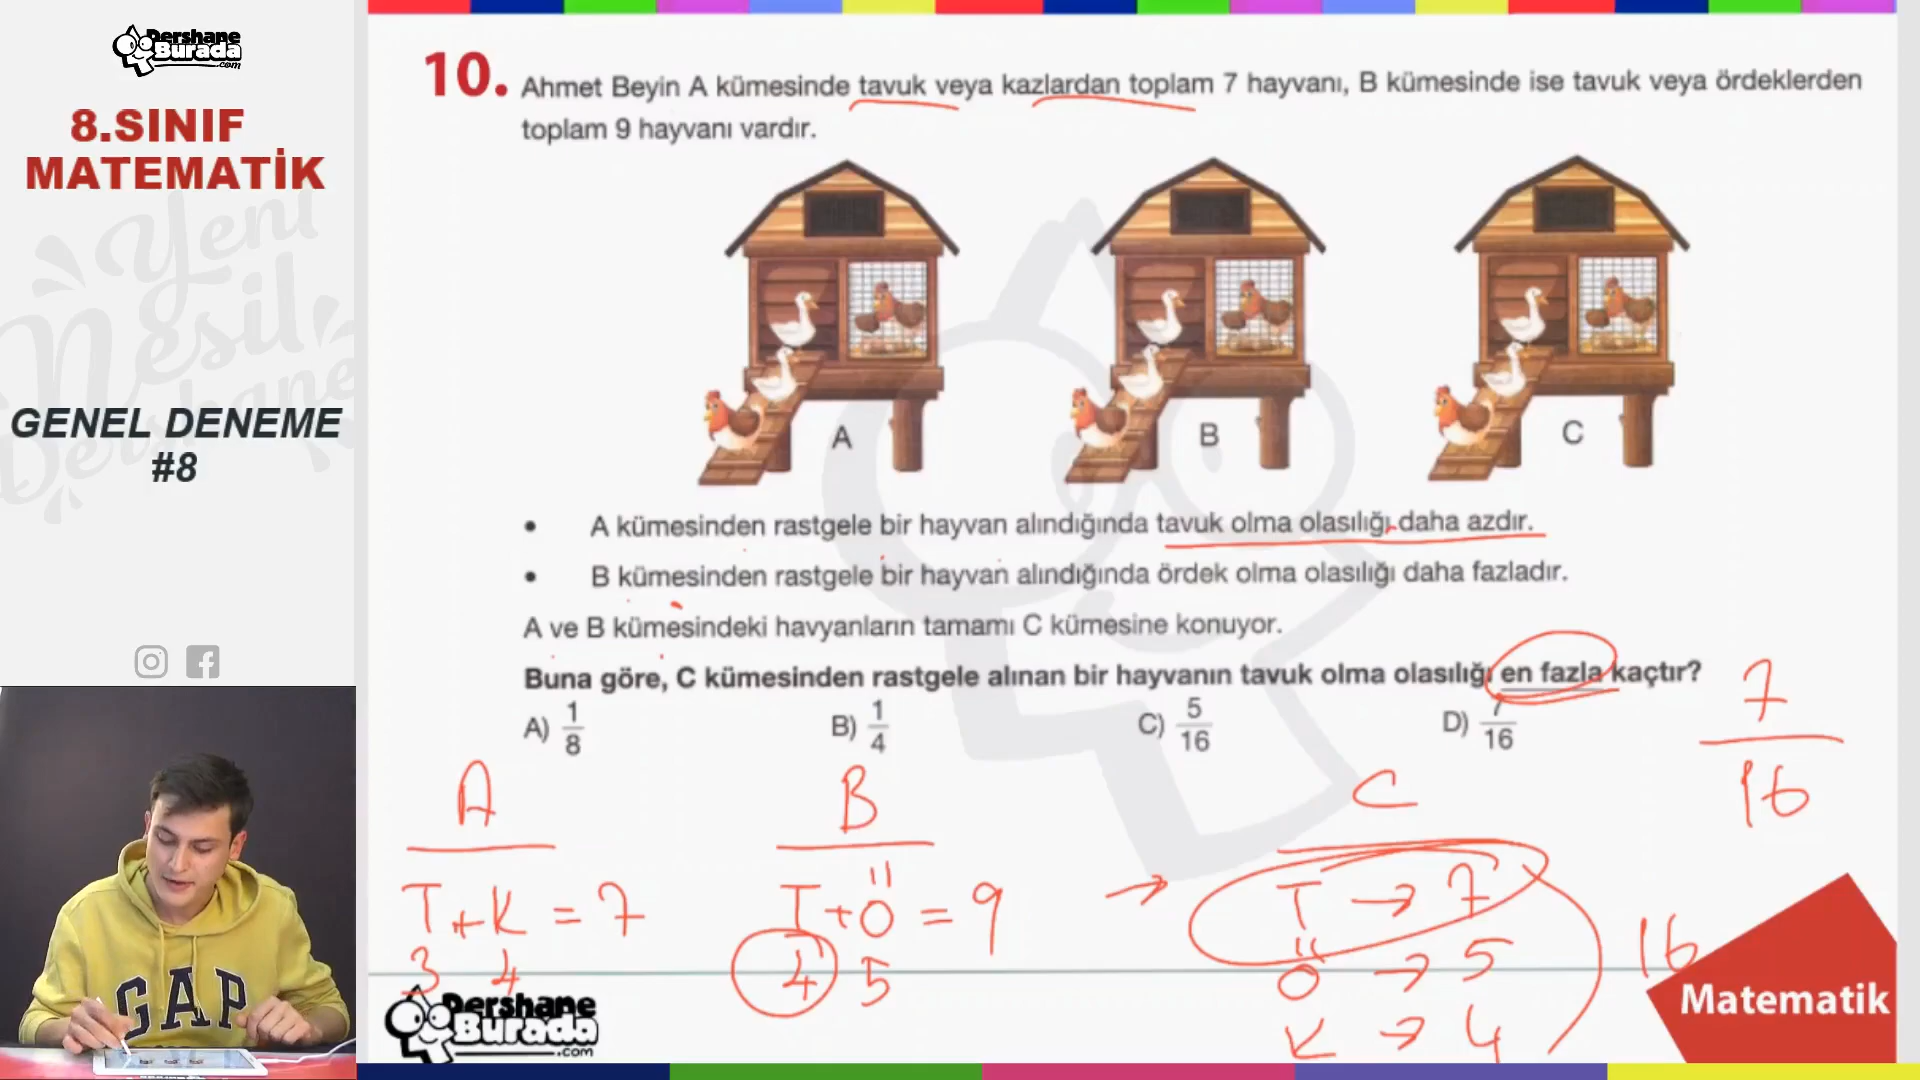 Dershane
Burada
.com
8.SINIF
MATEMATİK
Yeni
Nesil
Dershane
GENEL DENEME
#8
10. Ahmet Beyin A kümesinde tavuk veya kazlardan toplam 7 hayvanı, B kümesinde ise tavuk veya ördeklerden
toplam 9 hayvanı vardır.
A B C
• A kümesinden rastgele bir hayvan alındığında tavuk olma olasılığı daha azdır.
• B kümesinden rastgele bir hayvan alındığında ördek olma olasılığı daha fazladır.
A ve B kümesindeki havyanların tamamı C kümesine konuyor.
Buna göre, C kümesinden rastgele alınan bir hayvanın tavuk olma olasılığı en fazla kaçtır?
A) 1/8 B) 1/4 C) 5/16 D) 7/16
7/16
A B C
T+K = 7 T+Ö = 9 → T → 7
3 4 4 5 Ö → 5 16
K → 4
GAP
Dershane
Burada
.com
Matematik